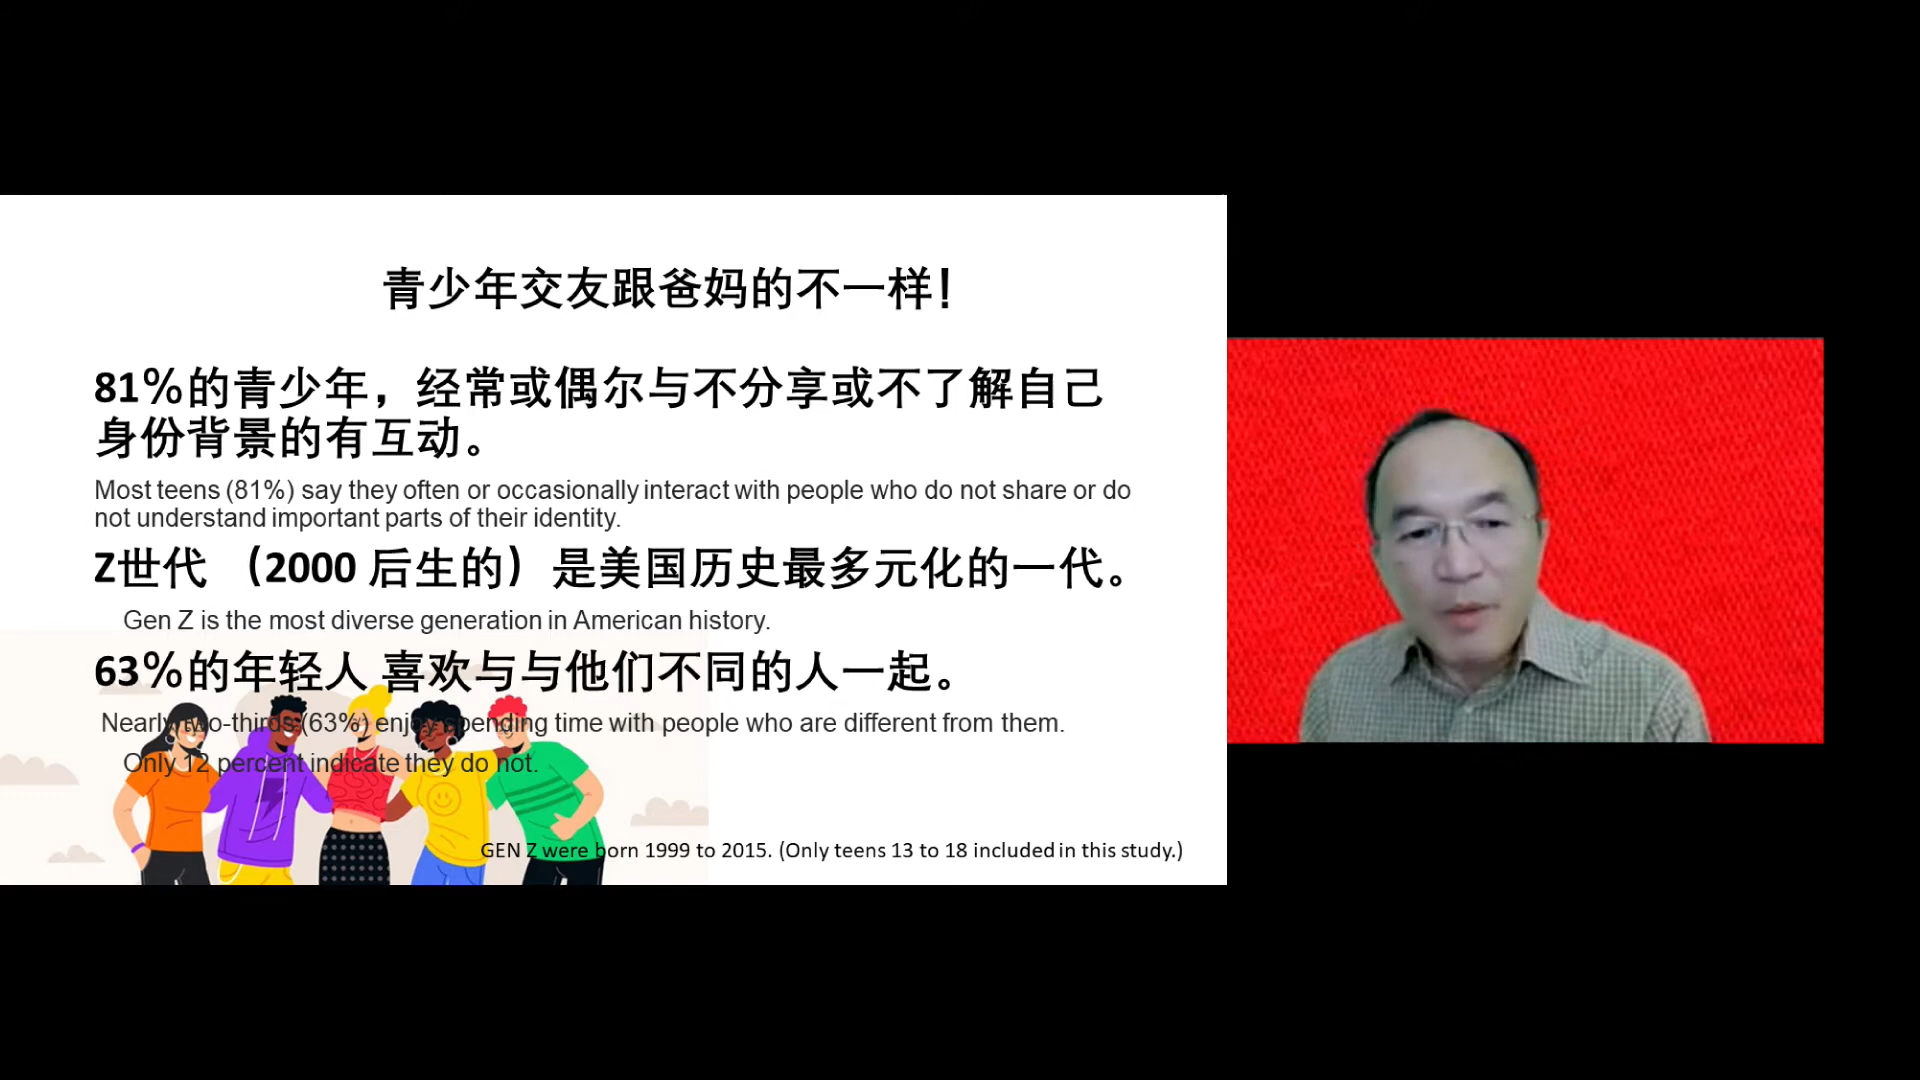 青少年交友跟爸妈的不一样！
81%的青少年，经常或偶尔与不分享或不了解自己
身份背景的有互动。
Most teens (81%) say they often or occasionally interact with people who do not share or do
not understand important parts of their identity.
Z世代 （2000 后生的）是美国历史最多元化的一代。
Gen Z is the most diverse generation in American history.
63%的年轻人 喜欢与与他们不同的人一起。
Nearly two-thirds (63%) enjoy spending time with people who are different from them.
Only 12 percent indicate they do not.
GEN Z were born 1999 to 2015. (Only teens 13 to 18 included in this study.)